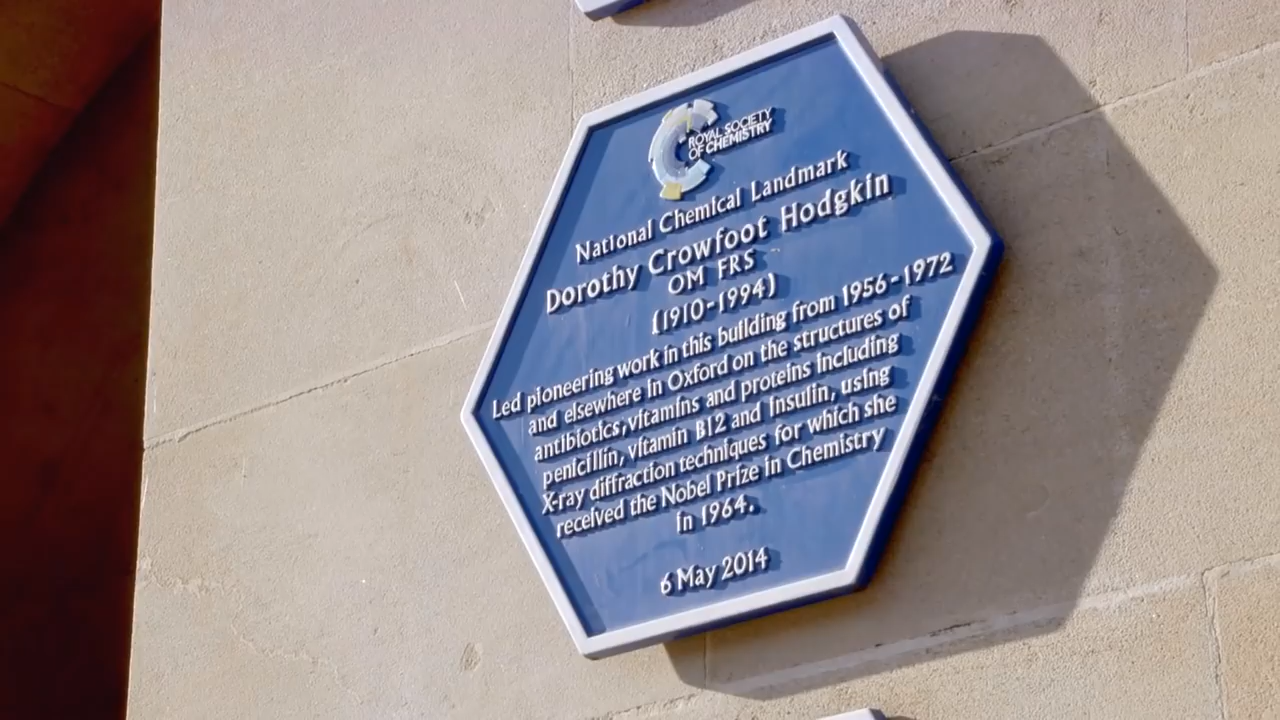 ROYAL SOCIETY
OF CHEMISTRY
National Chemical Landmark
Dorothy Crowfoot Hodgkin
OM FRS
(1910-1994)
Led pioneering work in this building from 1956-1972
and elsewhere in Oxford on the structures of
antibiotics, vitamins and proteins including
penicillin, vitamin B12 and insulin, using
X-ray diffraction techniques for which she
received the Nobel Prize in Chemistry
in 1964.
6 May 2014